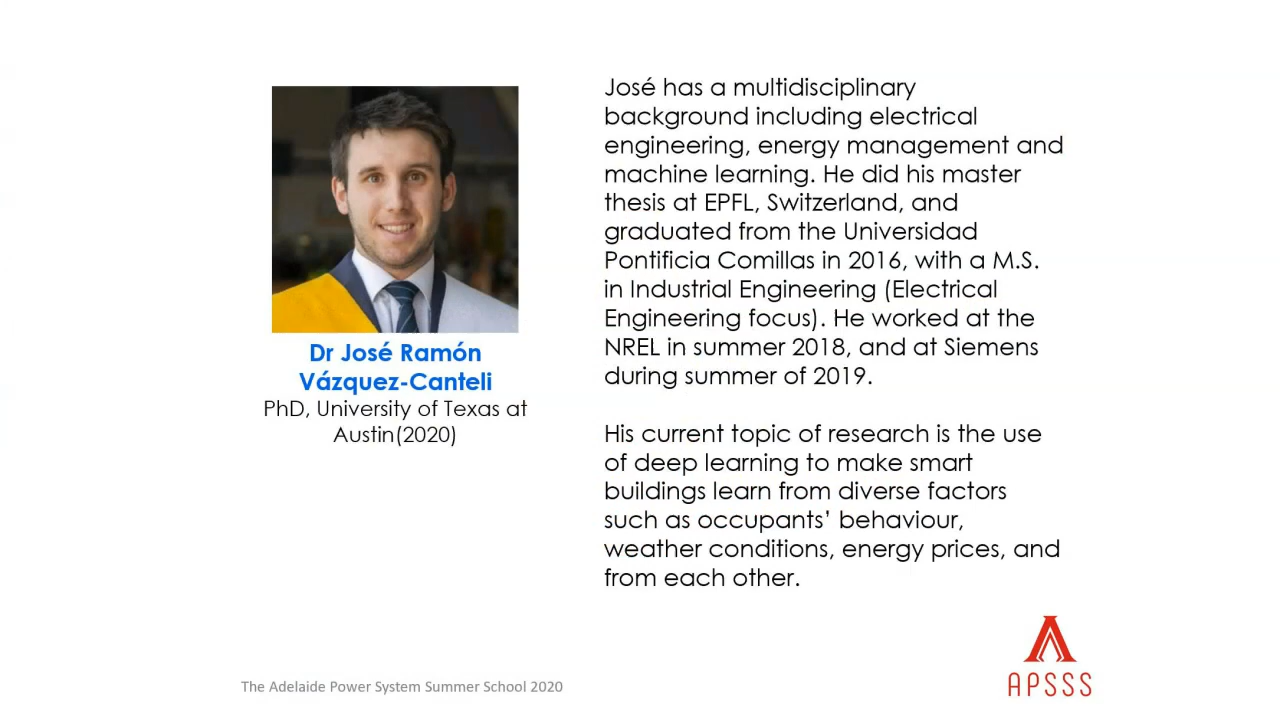 Dr José Ramón
Vázquez-Canteli
PhD, University of Texas at
Austin(2020)
José has a multidisciplinary
background including electrical
engineering, energy management and
machine learning. He did his master
thesis at EPFL, Switzerland, and
graduated from the Universidad
Pontificia Comillas in 2016, with a M.S.
in Industrial Engineering (Electrical
Engineering focus). He worked at the
NREL in summer 2018, and at Siemens
during summer of 2019.
His current topic of research is the use
of deep learning to make smart
buildings learn from diverse factors
such as occupants’ behaviour,
weather conditions, energy prices, and
from each other.
The Adelaide Power System Summer School 2020
APSSS